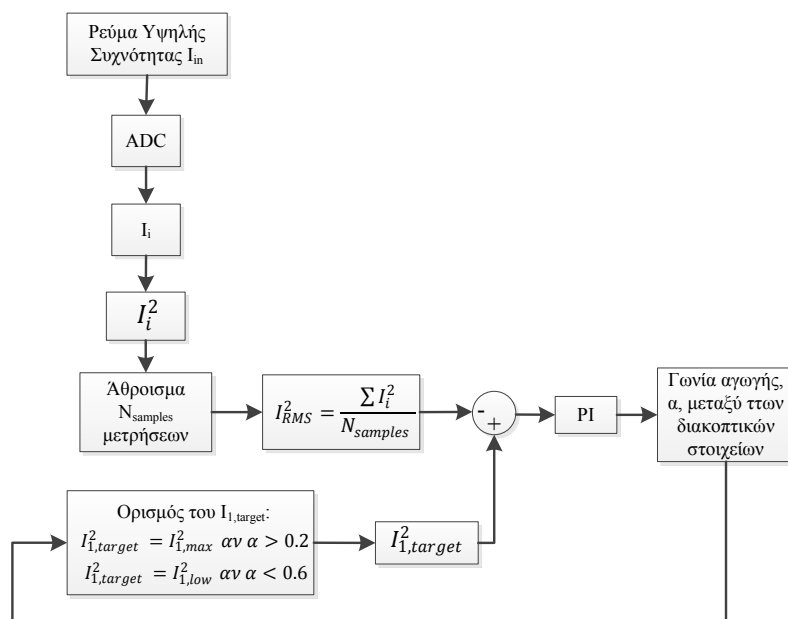 Ρεύμα Υψηλής
Συχνότητας I_in
ADC
I_i
I_i^2
Άθροισμα
N_samples
μετρήσεων
I_RMS^2 = ∑ I_i^2 / N_samples
-
+
PI
Γωνία αγωγής,
α, μεταξύ ττων
διακοπτικών
στοιχείων
Ορισμός του I_1,target:
I_1,target^2 = I_1,max^2 αν α > 0.2
I_1,target^2 = I_1,low^2 αν α < 0.6
I_1,target^2